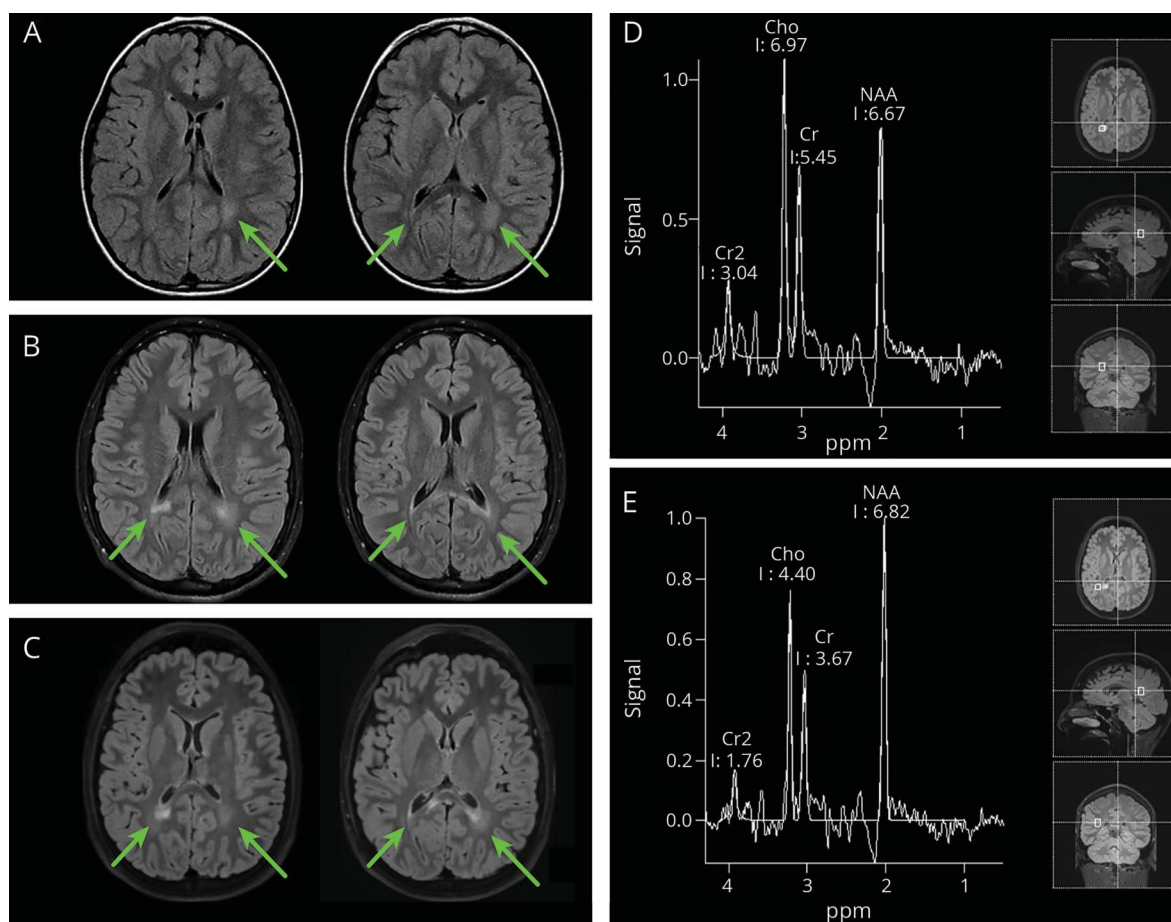 A
B
C
D
Cho
I: 6.97
NAA
I :6.67
Cr
I:5.45
Cr2
I : 3.04
Signal
1.0
0.5
0.0
4
3
2
1
ppm
E
NAA
I : 6.82
Cho
I : 4.40
Cr
I : 3.67
Cr2
I: 1.76
Signal
1.0
0.8
0.6
0.4
0.2
0.0
4
3
2
1
ppm